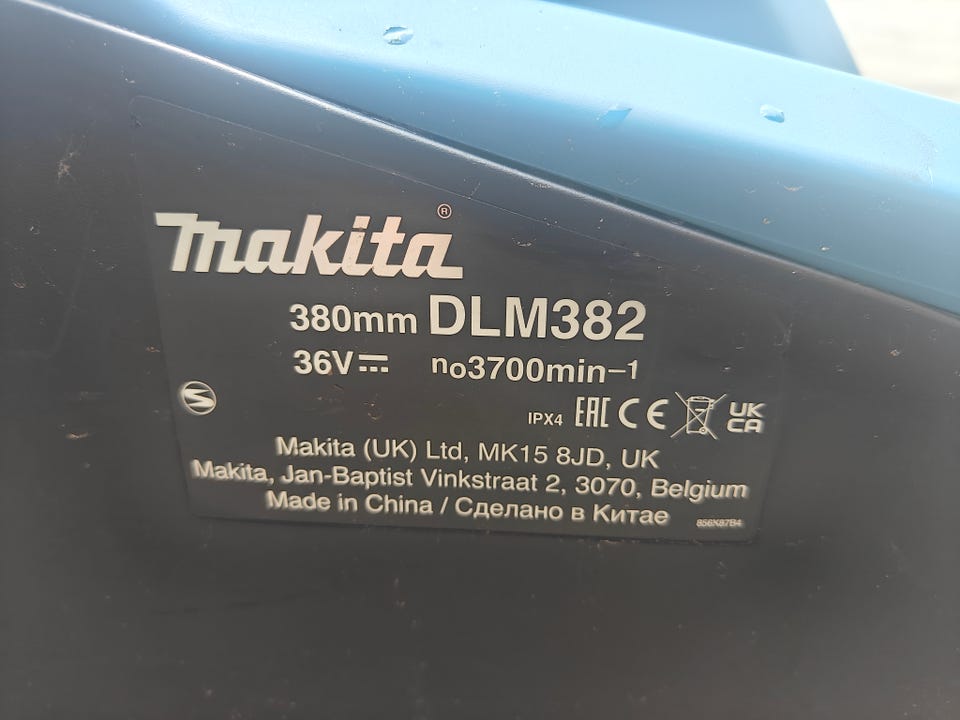 makita®
380mm DLM382
36V⎓ no3700min-1
IPX4 EAC CE UK CA
Makita (UK) Ltd, MK15 8JD, UK
Makita, Jan-Baptist Vinkstraat 2, 3070, Belgium
Made in China / Сделано в Китае
856K87B4